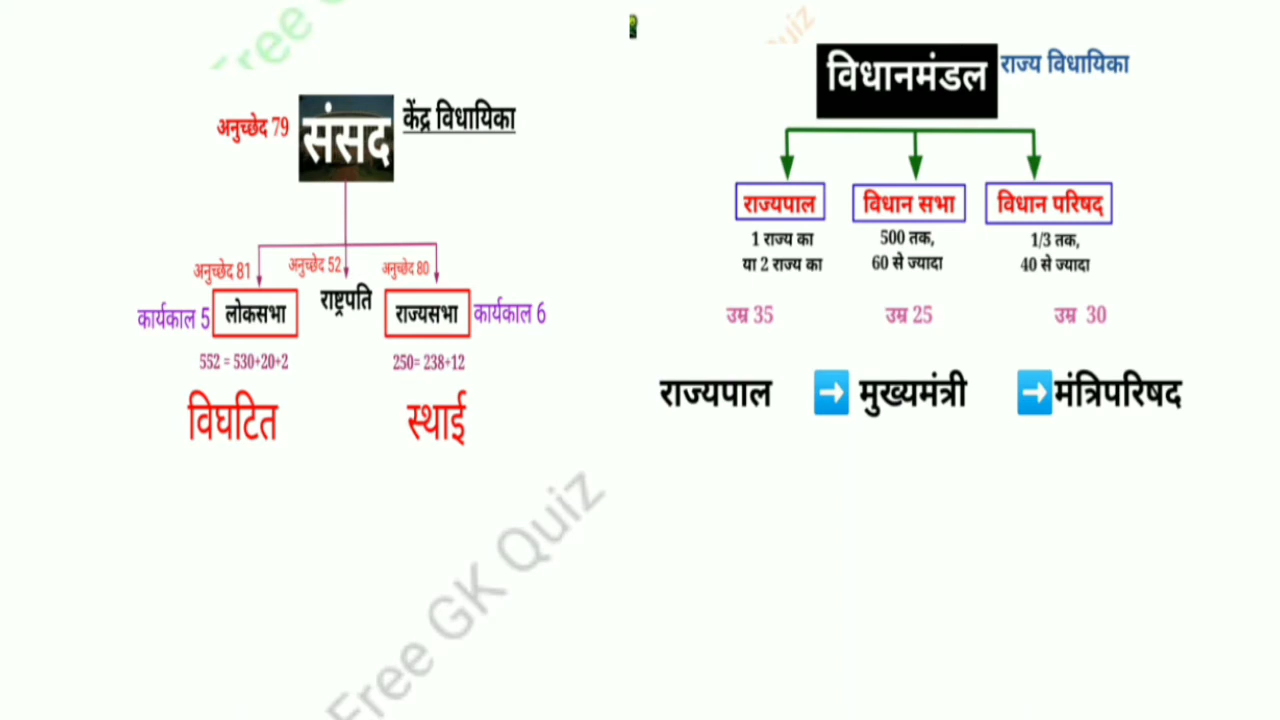 Free G
uiz
अनुच्छेद 79
संसद
केंद्र विधायिका
अनुच्छेद 81
अनुच्छेद 52
अनुच्छेद 80
कार्यकाल 5
लोकसभा
राष्ट्रपति
राज्यसभा
कार्यकाल 6
552 = 530+20+2
250= 238+12
विघटित
स्थाई
विधानमंडल
राज्य विधायिका
राज्यपाल
विधान सभा
विधान परिषद
1 राज्य का
या 2 राज्य का
500 तक,
60 से ज्यादा
1/3 तक,
40 से ज्यादा
उम्र 35
उम्र 25
उम्र 30
राज्यपाल ➡ मुख्यमंत्री ➡ मंत्रिपरिषद
Free GK Quiz